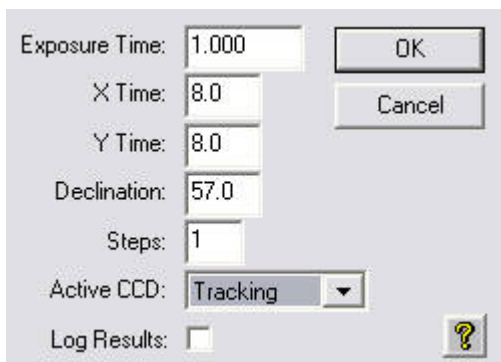 Exposure Time: 1.000 OK
X Time: 8.0
Cancel
Y Time: 8.0
Declination: 57.0
Steps: 1
Active CCD: Tracking
Log Results: ?